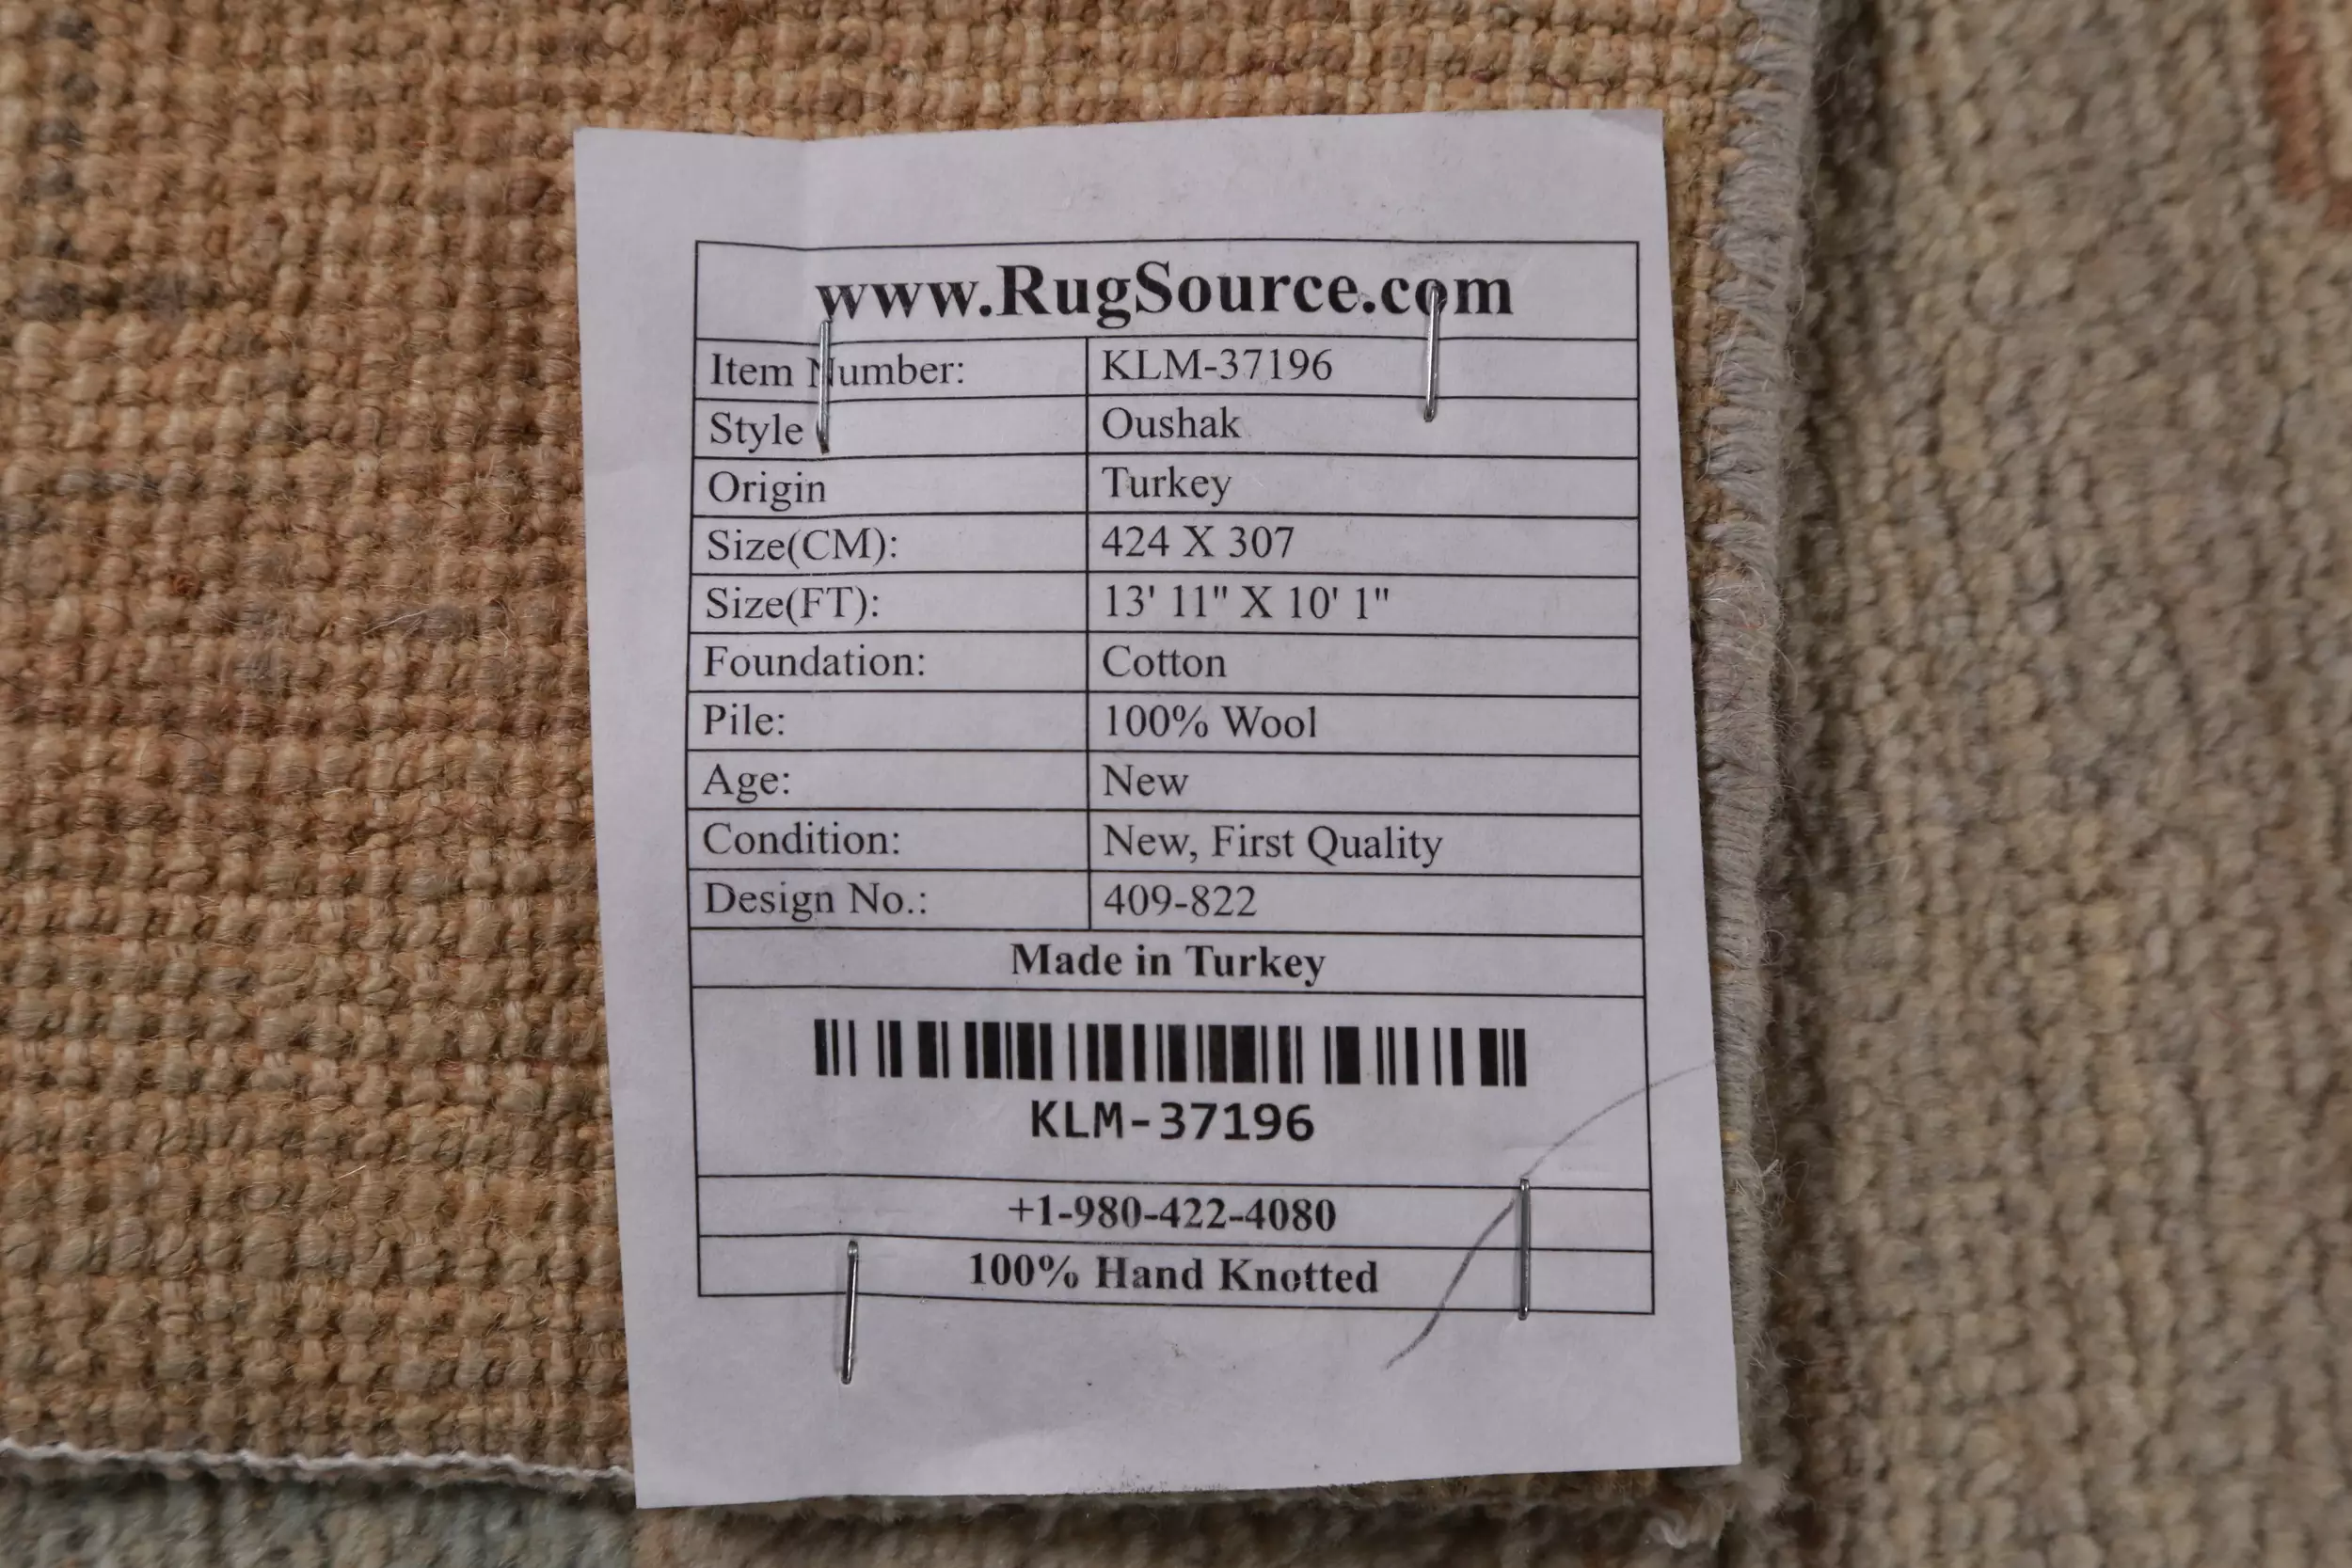 www.RugSource.com
Item Number: KLM-37196
Style : Oushak
Origin Turkey
Size(CM): 424 X 307
Size(FT): 13' 11" X 10' 1"
Foundation: Cotton
Pile: 100% Wool
Age: New
Condition: New, First Quality
Design No.: 409-822
Made in Turkey
KLM-37196
+1-980-422-4080
100% Hand Knotted